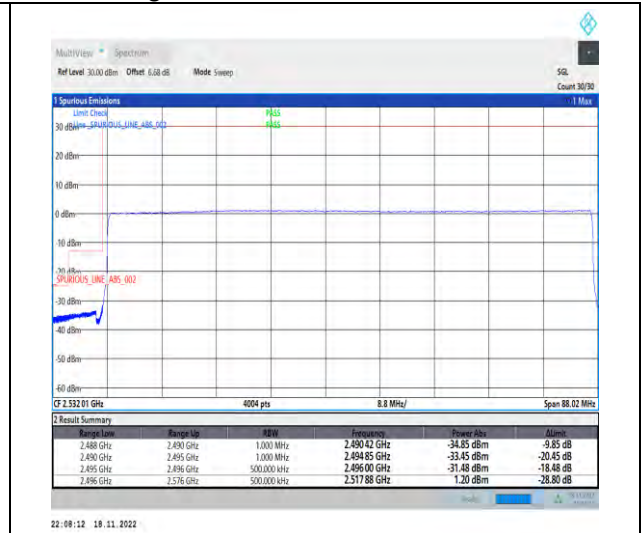 MultiView Spectrum
Ref Level 30.00 dBm Offset 6.68 dB Mode Sweep SGL
Count 30/30
1 Spurious Emissions 1 Max
Limit Check PASS
30 dBm Line _SPURIOUS_LINE_ABS_002 PASS
20 dBm
10 dBm
0 dBm
-10 dBm
-20 dBm
_SPURIOUS_LINE_ABS_002
-30 dBm
-40 dBm
-50 dBm
-60 dBm
CF 2.532 01 GHz 4004 pts 8.8 MHz/ Span 88.02 MHz
2 Result Summary
Range Low Range Up RBW Frequency Power Abs ΔLimit
2.488 GHz 2.490 GHz 1.000 MHz 2.490 42 GHz -34.85 dBm -9.85 dB
2.490 GHz 2.495 GHz 1.000 MHz 2.494 85 GHz -33.45 dBm -20.45 dB
2.495 GHz 2.496 GHz 500.000 kHz 2.496 00 GHz -31.48 dBm -18.48 dB
2.496 GHz 2.576 GHz 500.000 kHz 2.517 88 GHz 1.20 dBm -28.80 dB
22:08:12 18.11.2022